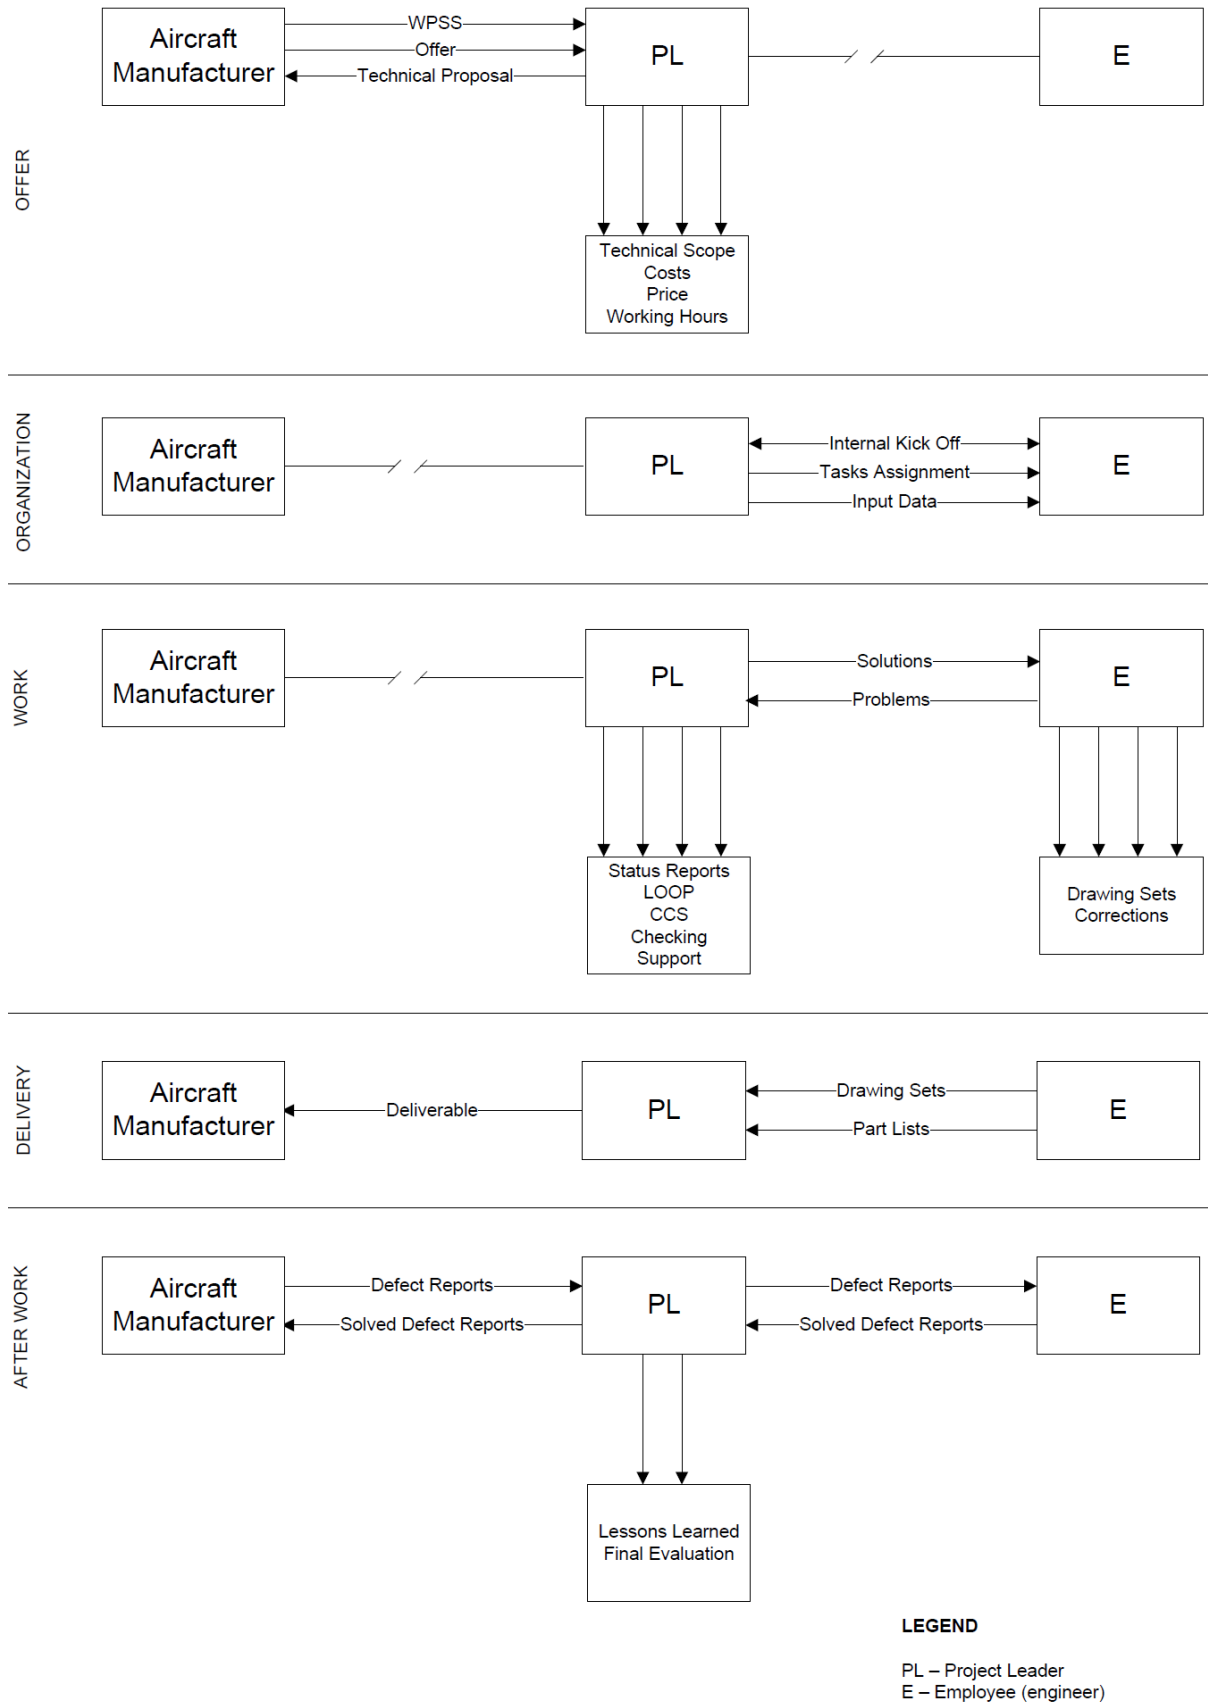 OFFER
Aircraft
Manufacturer
WPSS
Offer
Technical Proposal
PL
E
Technical Scope
Costs
Price
Working Hours
ORGANIZATION
Aircraft
Manufacturer
PL
Internal Kick Off
Tasks Assignment
Input Data
E
WORK
Aircraft
Manufacturer
PL
Solutions
Problems
E
Status Reports
LOOP
CCS
Checking
Support
Drawing Sets
Corrections
DELIVERY
Aircraft
Manufacturer
Deliverable
PL
Drawing Sets
Part Lists
E
AFTER WORK
Aircraft
Manufacturer
Defect Reports
Solved Defect Reports
PL
Defect Reports
Solved Defect Reports
E
Lessons Learned
Final Evaluation
LEGEND
PL – Project Leader
E – Employee (engineer)